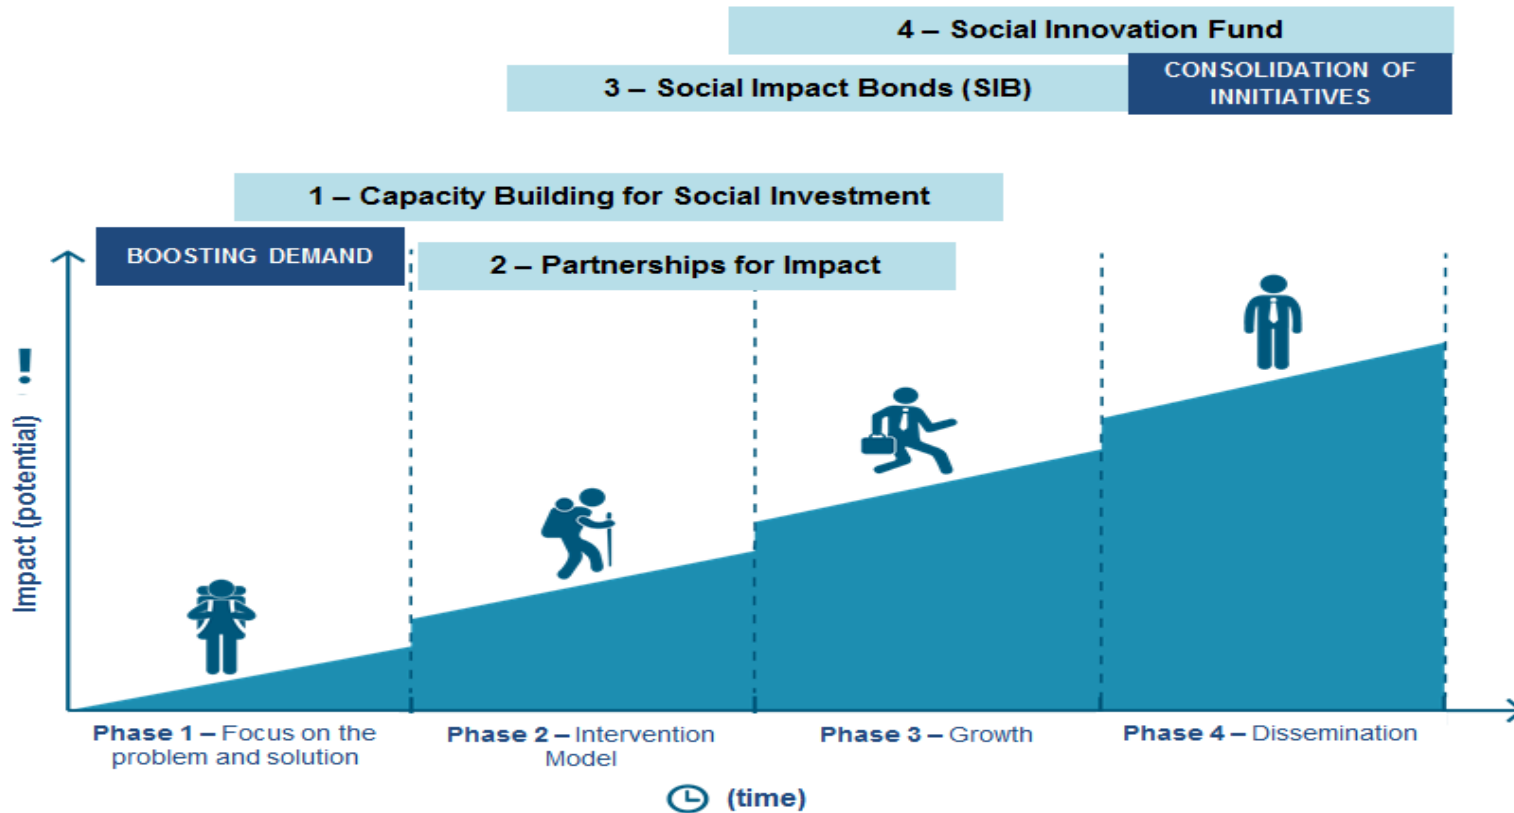 4 – Social Innovation Fund
3 – Social Impact Bonds (SIB)
CONSOLIDATION OF
INNITIATIVES
1 – Capacity Building for Social Investment
BOOSTING DEMAND
2 – Partnerships for Impact
Impact (potential) !
Phase 1 – Focus on the
problem and solution
Phase 2 – Intervention
Model
Phase 3 – Growth
Phase 4 – Dissemination
(time)